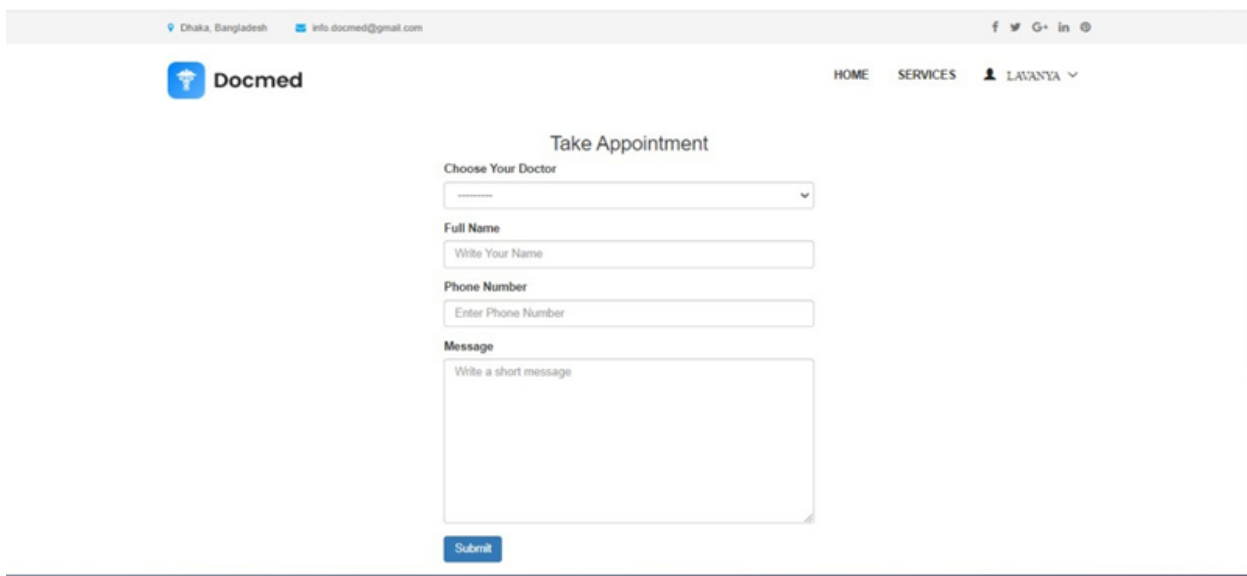 Dhaka, Bangladesh info.docmed@gmail.com f G+ in
Docmed HOME SERVICES LAVANYA
Take Appointment
Choose Your Doctor
---------
Full Name
Write Your Name
Phone Number
Enter Phone Number
Message
Write a short message
Submit